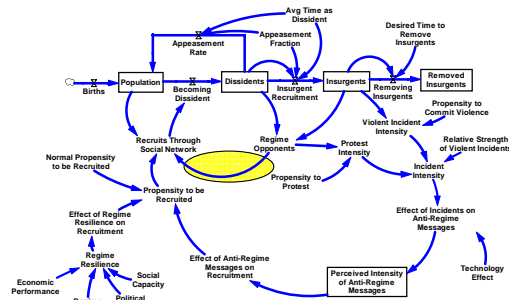 Avg Time as
Dissident
Desired Time to
Remove
Insurgents
Appeasement
Rate
Appeasement
Fraction
Population
Dissidents
Insurgents
Removed
Insurgents
Births
Becoming
Dissident
Insurgent
Recruitment
Removing
Insurgents
Propensity to
Commit Violence
Violent Incident
Intensity
Recruits Through
Social Network
Regime
Opponents
Protest
Intensity
Relative Strength
of Violent Incidents
Normal Propensity
to be Recruited
Incident
Intensity
Propensity to
Protest
Propensity to be
Recruited
Effect of Regime
Resilience on
Recruitment
Effect of Incidents on
Anti-Regime
Messages
Regime
Resilience
Effect of Anti-Regime
Messages on
Recruitment
Social
Capacity
Economic
Performance
Perceived Intensity
of Anti-Regime
Messages
Technology
Effect
Political